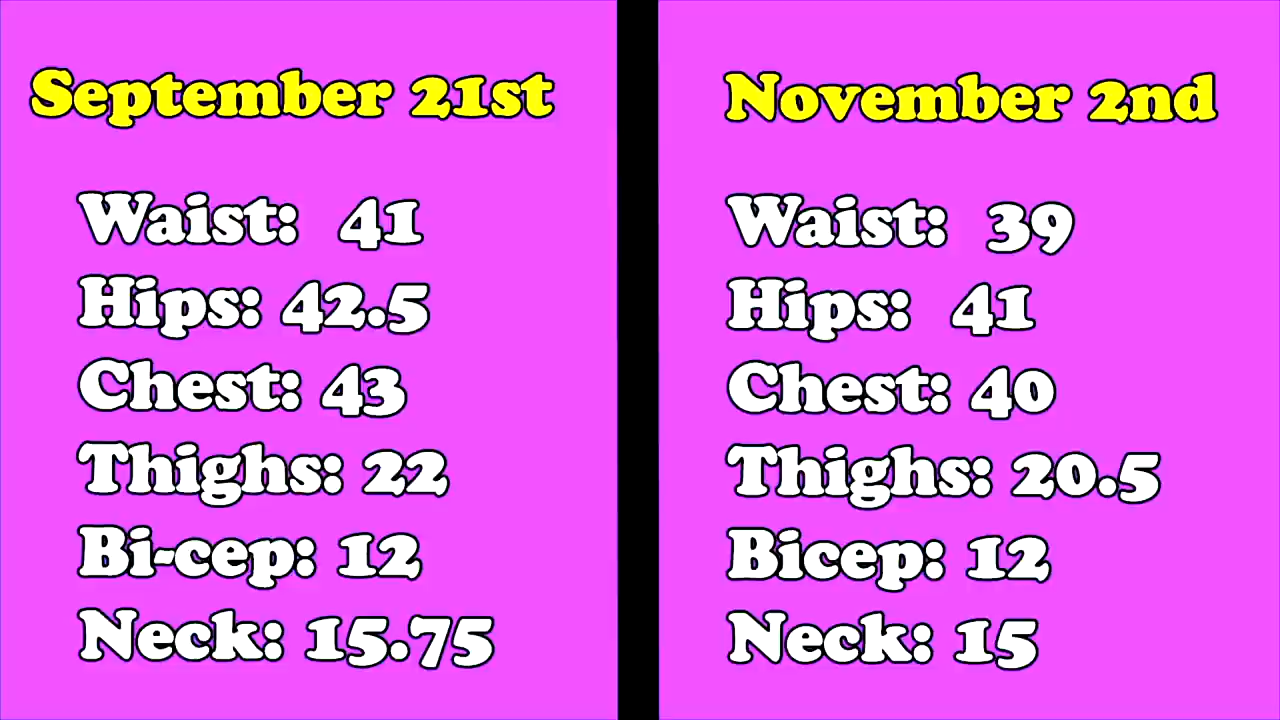 September 21st
Waist: 41
Hips: 42.5
Chest: 43
Thighs: 22
Bi-cep: 12
Neck: 15.75
November 2nd
Waist: 39
Hips: 41
Chest: 40
Thighs: 20.5
Bicep: 12
Neck: 15